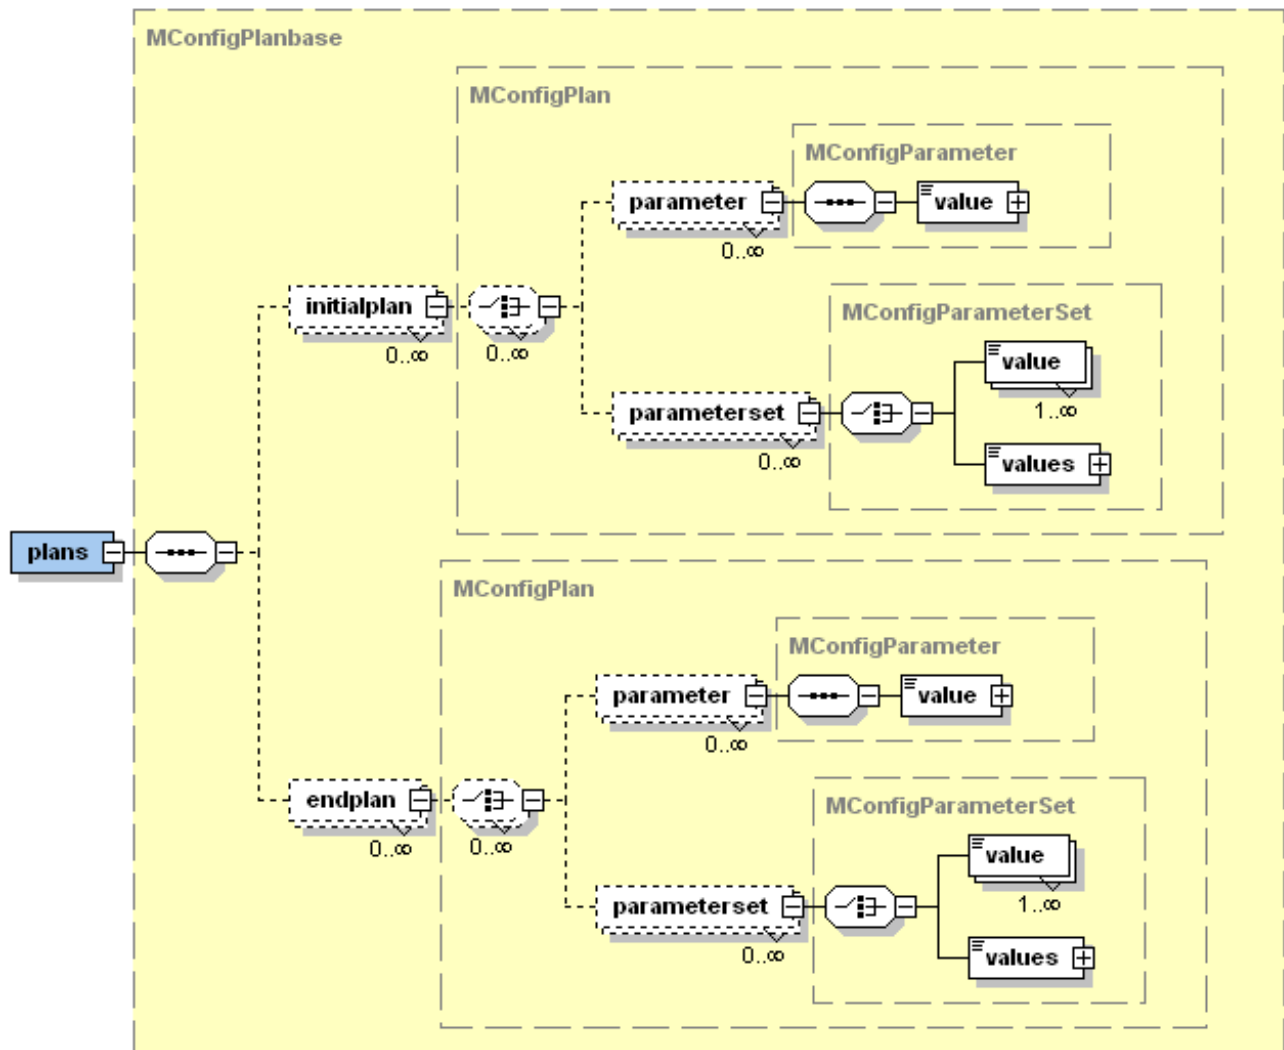 MConfigPlanbase
MConfigPlan
MConfigParameter
parameter
value
0..∞
MConfigParameterSet
initialplan
0..∞
0..∞
value
1..∞
parameterset
0..∞
values
plans
MConfigPlan
MConfigParameter
parameter
value
0..∞
MConfigParameterSet
endplan
0..∞
0..∞
value
1..∞
parameterset
0..∞
values